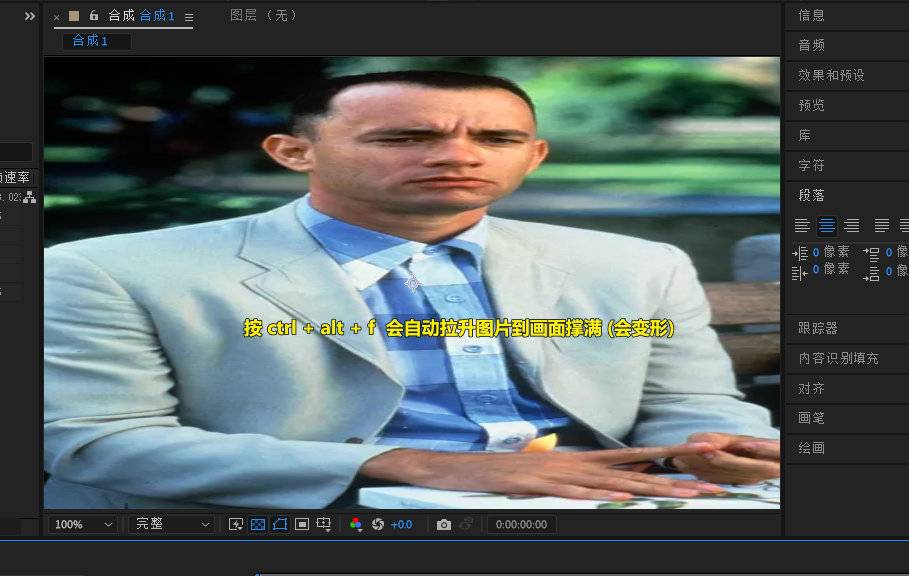 合成 合成1
图层 （无）
合成1
速率
按 ctrl + alt + f 会自动拉升图片到画面撑满 (会变形)
100%
完整
+0.0
0:00:00:00
信息
音频
效果和预设
预览
库
字符
段落
0 像素
0 像素
0 像
0 像
跟踪器
内容识别填充
对齐
画笔
绘画